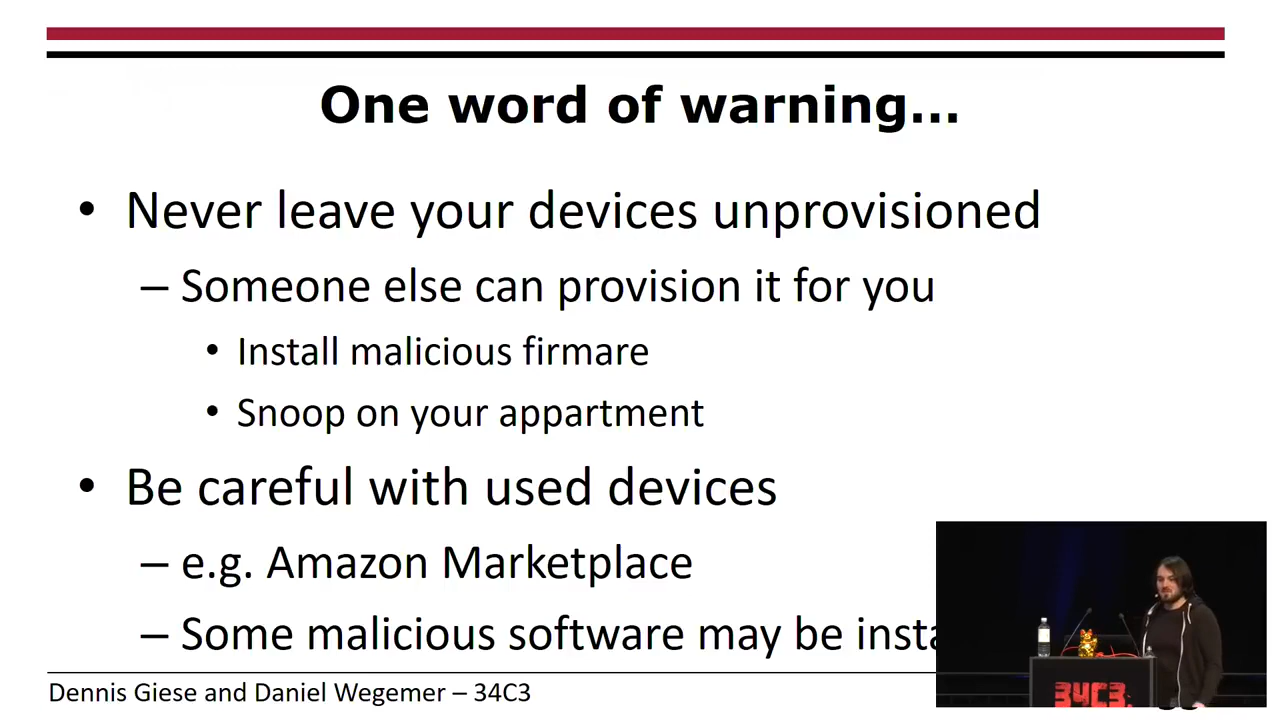 One word of warning...
• Never leave your devices unprovisioned
– Someone else can provision it for you
• Install malicious firmare
• Snoop on your appartment
• Be careful with used devices
– e.g. Amazon Marketplace
– Some malicious software may be insta
Dennis Giese and Daniel Wegemer – 34C3
34C3